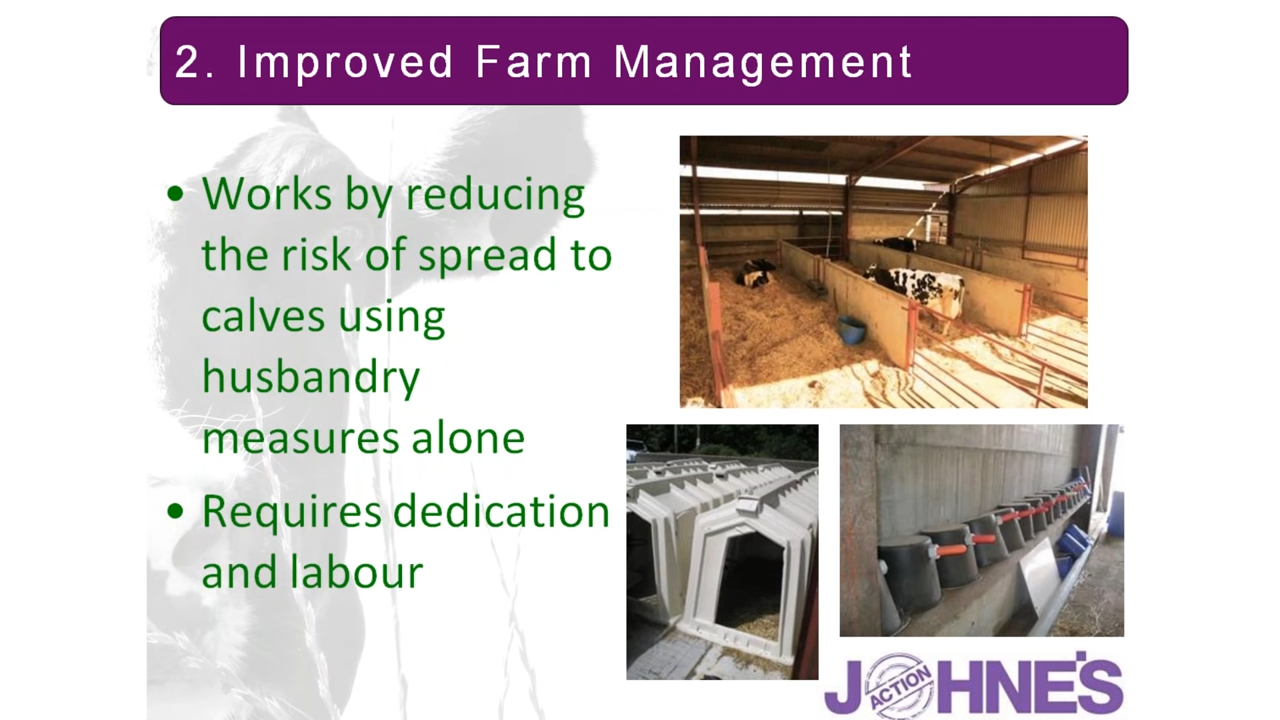 2. Improved Farm Management
• Works by reducing
the risk of spread to
calves using
husbandry
measures alone
• Requires dedication
and labour
JOHNE'S
ACTION